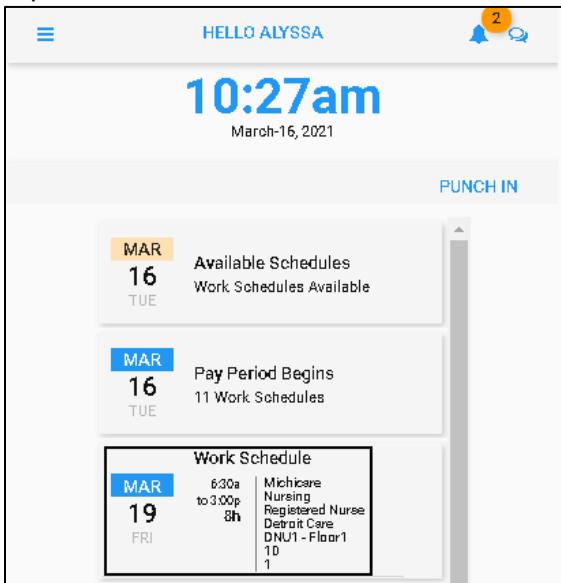 HELLO ALYSSA
2
10:27am
March-16, 2021
PUNCH IN
MAR
16
TUE
Available Schedules
Work Schedules Available
MAR
16
TUE
Pay Period Begins
11 Work Schedules
Work Schedule
MAR
19
FRI
6:30a
to 3:00p
8h
Michicare
Nursing
Registered Nurse
Detroit Care
DNU1 - Floor1
1D
1